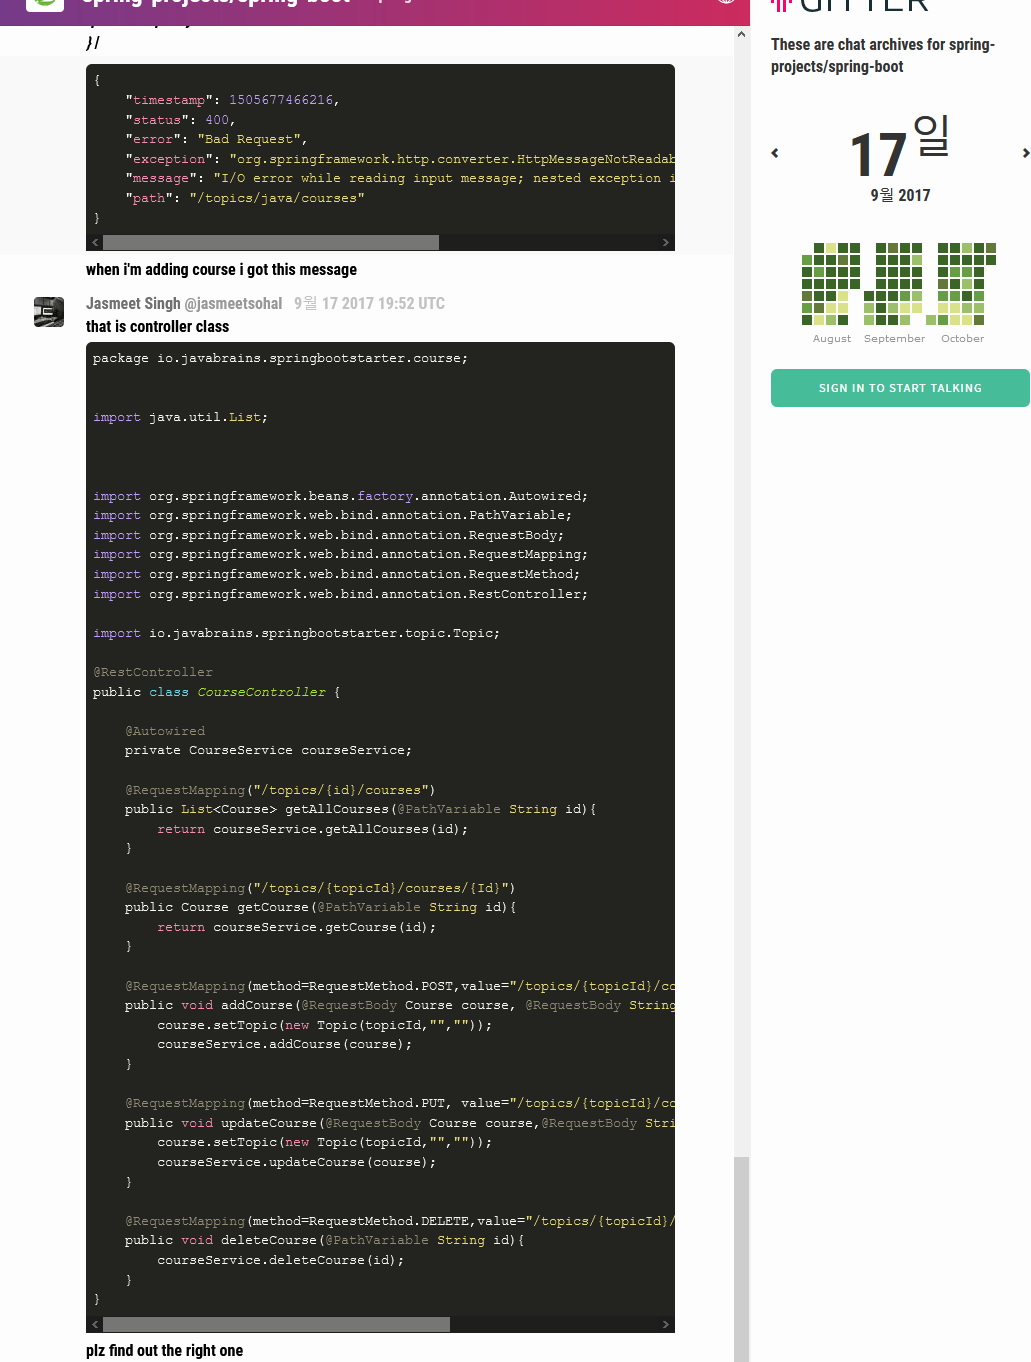 spring-projects/spring-boot
}/
{
    "timestamp": 1505677466216,
    "status": 400,
    "error": "Bad Request",
    "exception": "org.springframework.http.converter.HttpMessageNotReadab
    "message": "I/O error while reading input message; nested exception i
    "path": "/topics/java/courses"
}
when i'm adding course i got this message
Jasmeet Singh @jasmeetsohal 9월 17 2017 19:52 UTC
that is controller class
package io.javabrains.springbootstarter.course;
import java.util.List;
import org.springframework.beans.factory.annotation.Autowired;
import org.springframework.web.bind.annotation.PathVariable;
import org.springframework.web.bind.annotation.RequestBody;
import org.springframework.web.bind.annotation.RequestMapping;
import org.springframework.web.bind.annotation.RequestMethod;
import org.springframework.web.bind.annotation.RestController;
import io.javabrains.springbootstarter.topic.Topic;
@RestController
public class CourseController {
    @Autowired
    private CourseService courseService;
    @RequestMapping("/topics/{id}/courses")
    public List<Course> getAllCourses(@PathVariable String id){
        return courseService.getAllCourses(id);
    }
    @RequestMapping("/topics/{topicId}/courses/{Id}")
    public Course getCourse(@PathVariable String id){
        return courseService.getCourse(id);
    }
    @RequestMapping(method=RequestMethod.POST,value="/topics/{topicId}/co
    public void addCourse(@RequestBody Course course, @RequestBody String
        course.setTopic(new Topic(topicId,"",""));
        courseService.addCourse(course);
    }
    @RequestMapping(method=RequestMethod.PUT, value="/topics/{topicId}/co
    public void updateCourse(@RequestBody Course course,@RequestBody Stri
        course.setTopic(new Topic(topicId,"",""));
        courseService.updateCourse(course);
    }
    @RequestMapping(method=RequestMethod.DELETE,value="/topics/{topicId}/
    public void deleteCourse(@PathVariable String id){
        courseService.deleteCourse(id);
    }
}
plz find out the right one
GITTER
These are chat archives for spring-
projects/spring-boot
17일
9월 2017
August September October
SIGN IN TO START TALKING